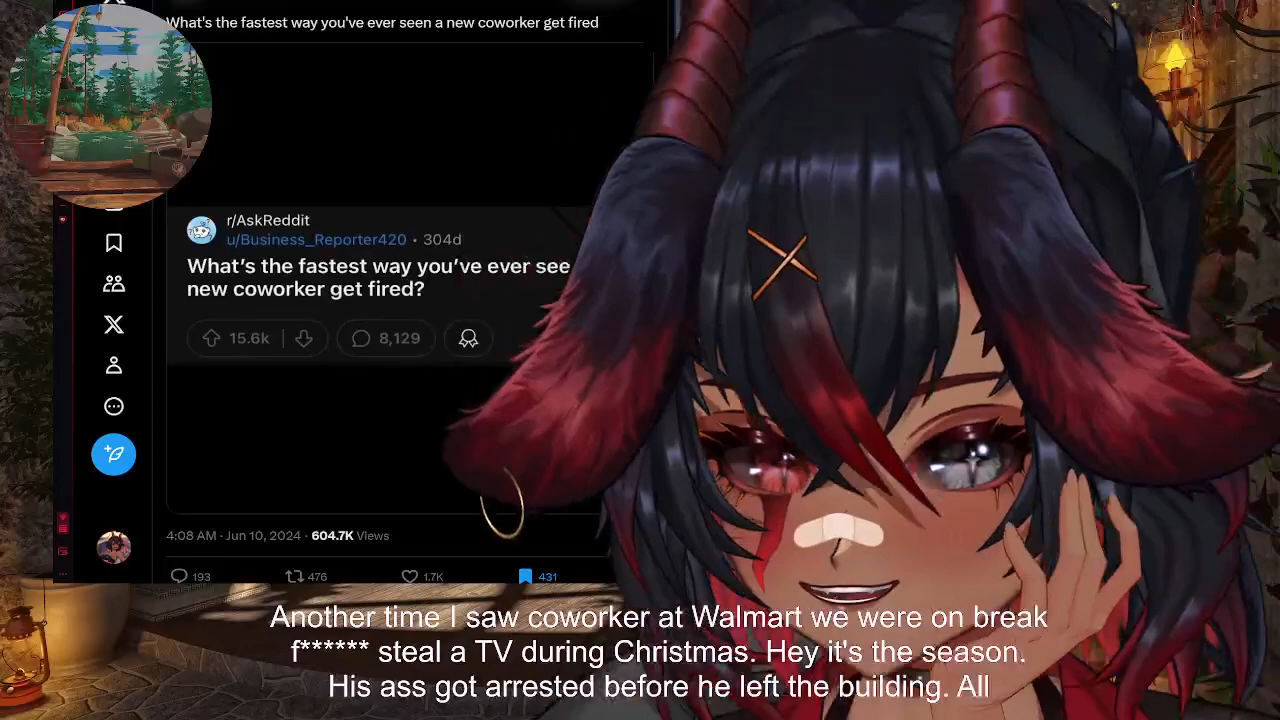 What's the fastest way you've ever seen a new coworker get fired
r/AskReddit
u/Business_Reporter420 • 304d
What's the fastest way you've ever see
new coworker get fired?
15.6k
8,129
4:08 AM · Jun 10, 2024 · 604.7K Views
193
476
1.7K
431
Another time I saw coworker at Walmart we were on break
f****** steal a TV during Christmas. Hey it's the season.
His ass got arrested before he left the building. All